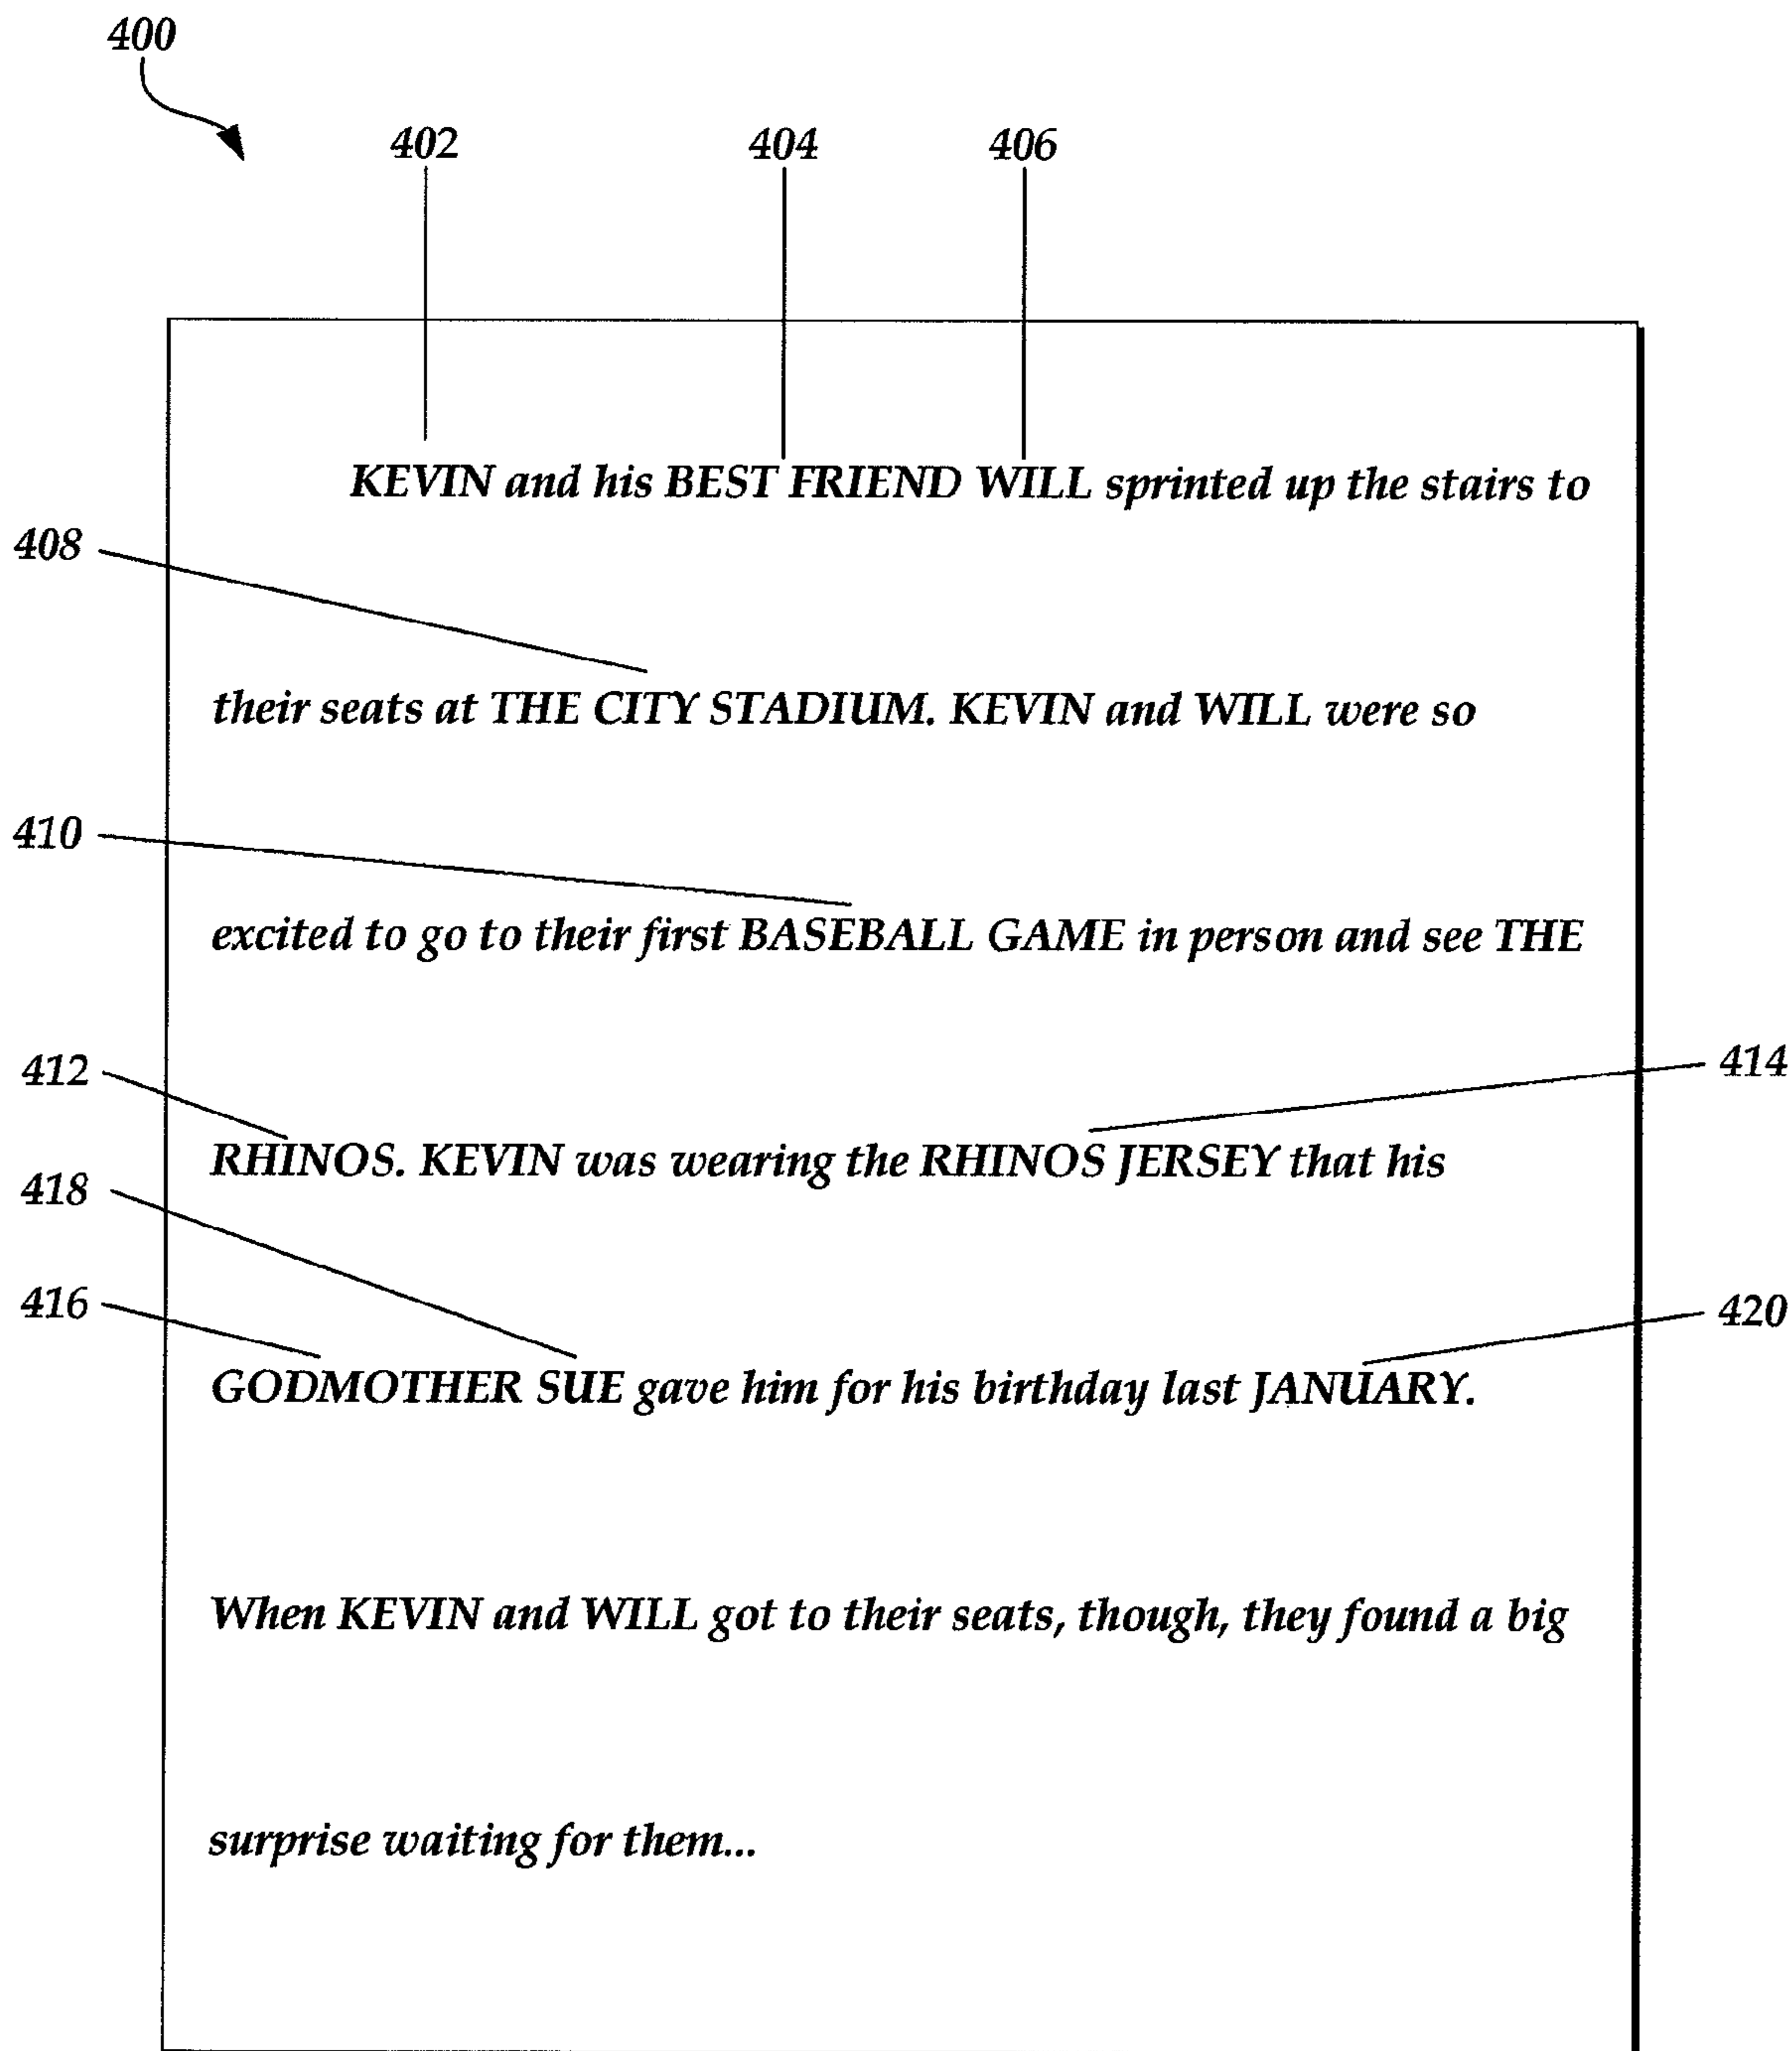 400
402 404 406
KEVIN and his BEST FRIEND WILL sprinted up the stairs to
408
their seats at THE CITY STADIUM. KEVIN and WILL were so
410
excited to go to their first BASEBALL GAME in person and see THE
412 414
RHINOS. KEVIN was wearing the RHINOS JERSEY that his
418
416 420
GODMOTHER SUE gave him for his birthday last JANUARY.
When KEVIN and WILL got to their seats, though, they found a big
surprise waiting for them...